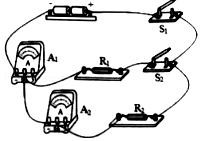 - +
S₁
A₁
A
R₁
S₂
A₂
A
R₂